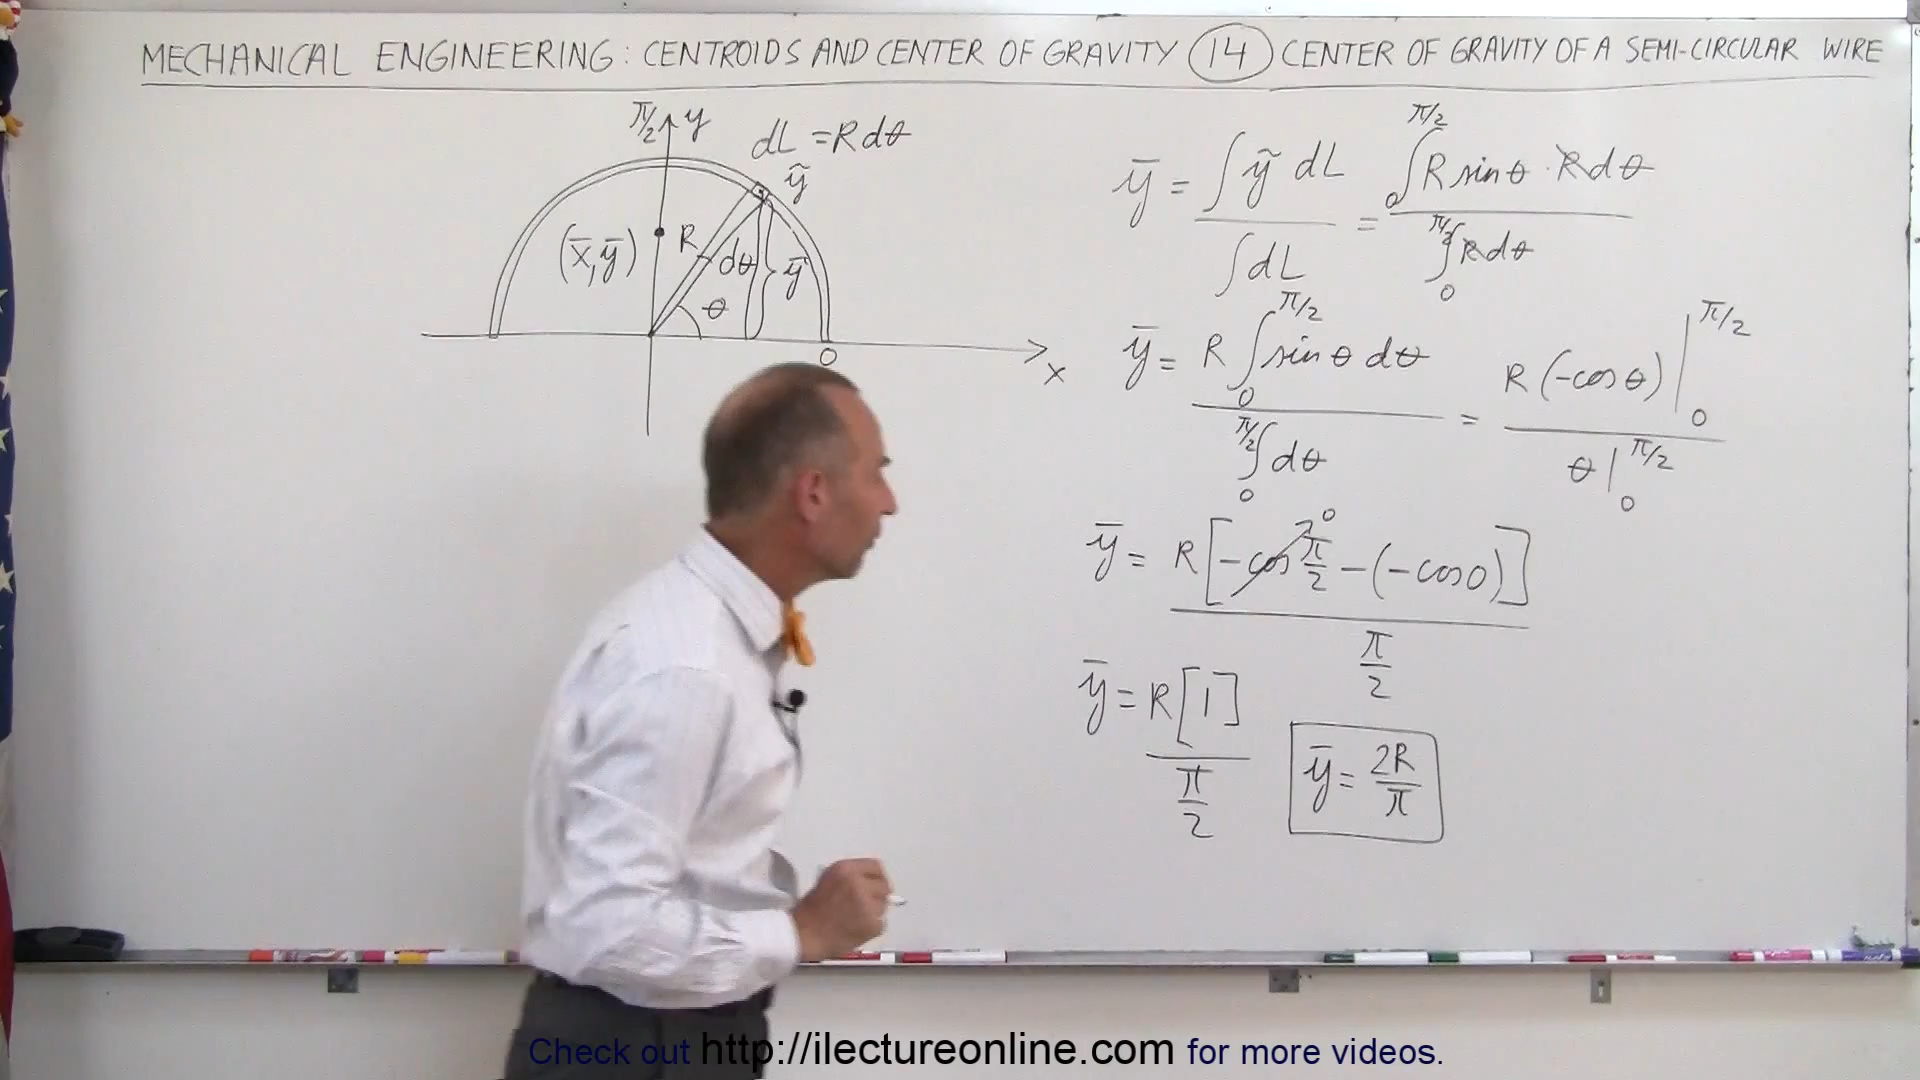 MECHANICAL ENGINEERING: CENTROIDS AND CENTER OF GRAVITY (14) CENTER OF GRAVITY OF A SEMI-CIRCULAR WIRE
π/2 y
dL = R dθ
ỹ
(x̄, ȳ)
R
dθ
ỹ
θ
0
x
ȳ = ∫ ỹ dL / ∫ dL = ∫₀^{π/2} R sin θ · R dθ / ∫₀^{π/2} R dθ
ȳ = R ∫₀^{π/2} sin θ dθ / ∫₀^{π/2} dθ = R (-cos θ) |₀^{π/2} / θ |₀^{π/2}
ȳ = R [-cos π/2 - (-cos 0)] / (π/2)
0
ȳ = R [1] / (π/2)
ȳ = 2R/π
Check out http://ilectureonline.com for more videos.